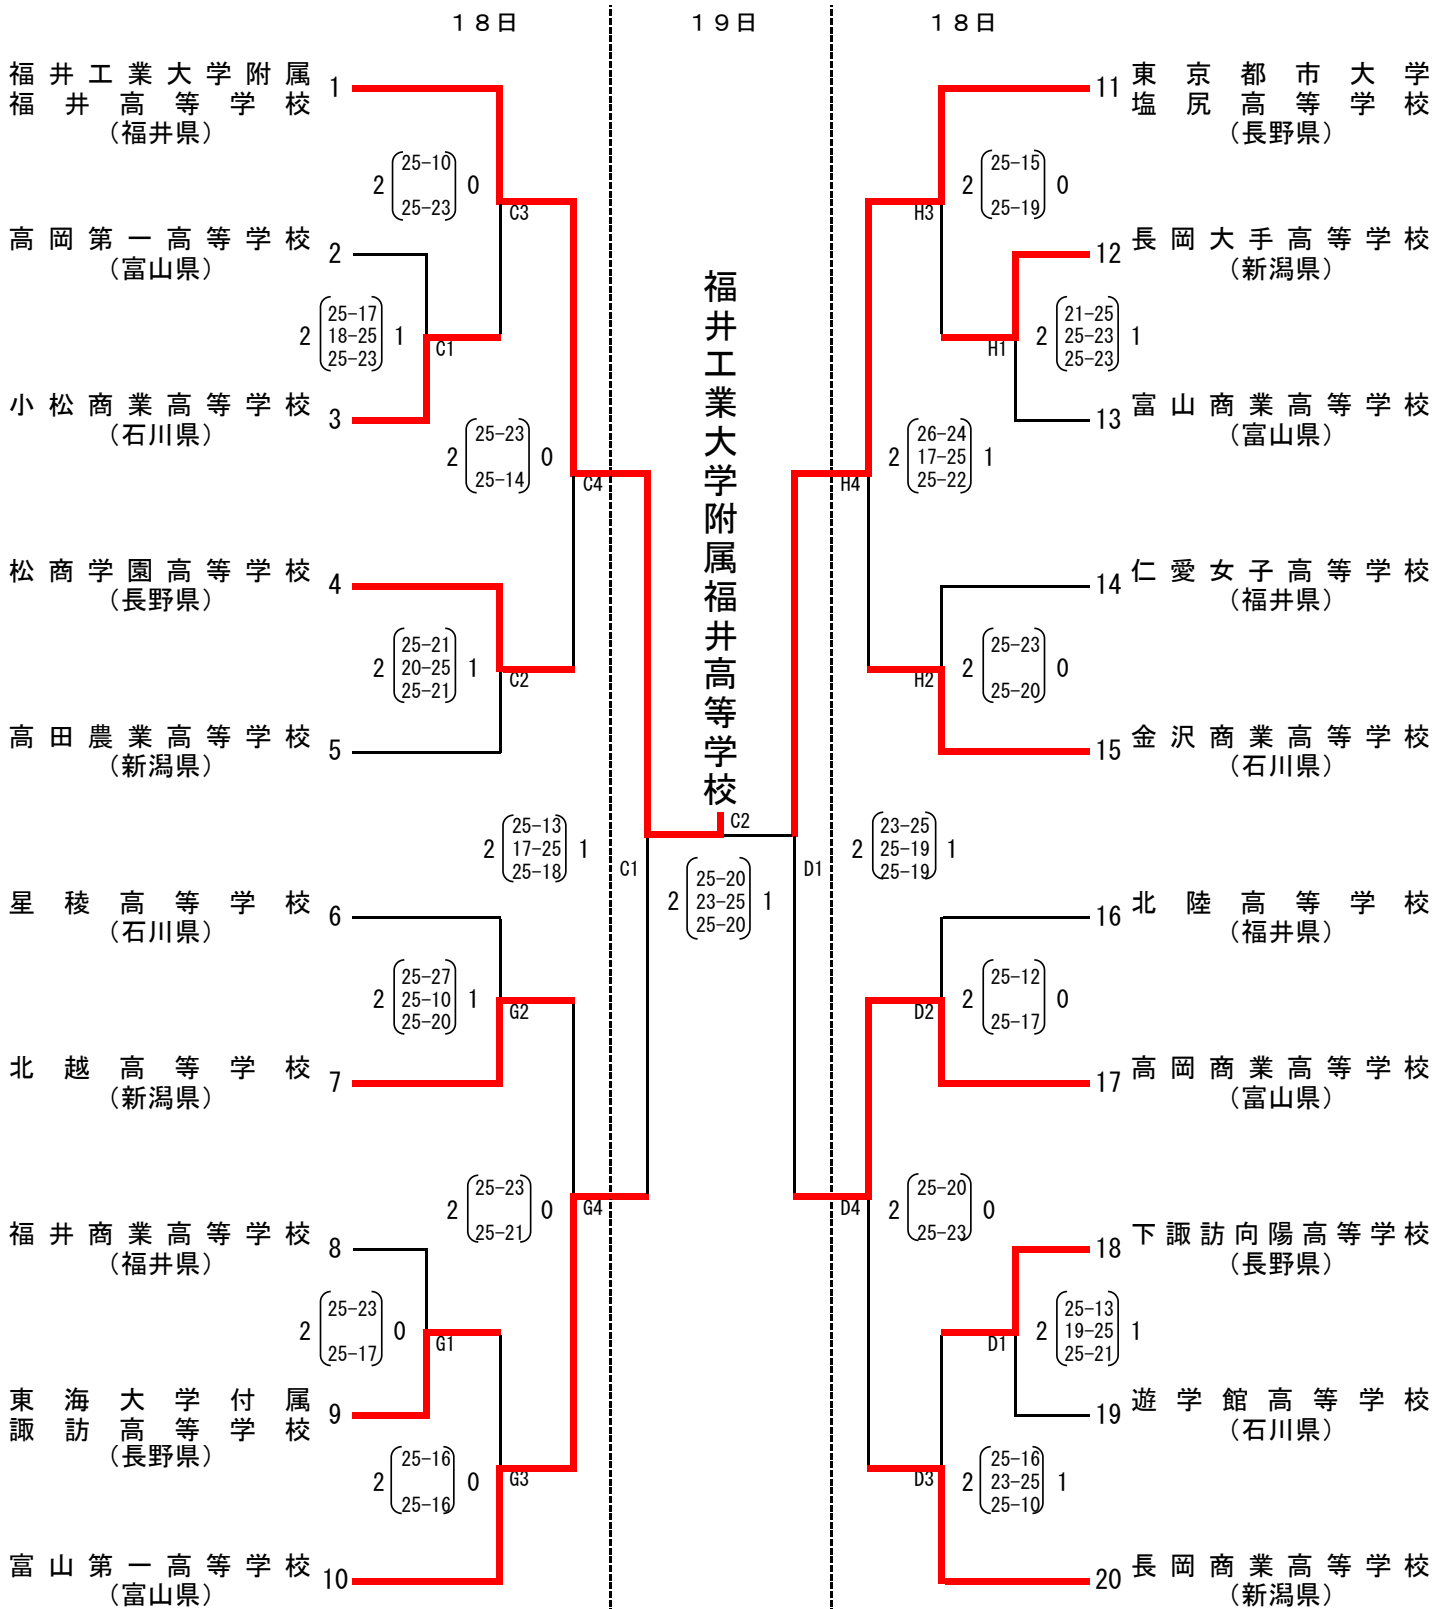 １８日
１９日
１８日
福井工業大学附属
福井高等学校
（福井県）
1
2
25-10
25-23
0
C3
高岡第一高等学校
（富山県）
2
2
25-17
18-25
25-23
1
C1
小松商業高等学校
（石川県）
3
2
25-23
25-14
0
C4
松商学園高等学校
（長野県）
4
2
25-21
20-25
25-21
1
C2
高田農業高等学校
（新潟県）
5
2
25-13
17-25
25-18
1
C1
星稜高等学校
（石川県）
6
2
25-27
25-10
25-20
1
G2
北越高等学校
（新潟県）
7
2
25-23
25-21
0
G4
福井商業高等学校
（福井県）
8
2
25-23
25-17
0
G1
東海大学付属
諏訪高等学校
（長野県）
9
2
25-16
25-16
0
G3
富山第一高等学校
（富山県）
10
福井工業大学附属福井高等学校
C2
2
25-20
23-25
25-20
1
11
東京都市大学
塩尻高等学校
（長野県）
H3
2
25-15
25-19
0
12
長岡大手高等学校
（新潟県）
H1
2
21-25
25-23
25-23
1
13
富山商業高等学校
（富山県）
H4
2
26-24
17-25
25-22
1
14
仁愛女子高等学校
（福井県）
H2
2
25-23
25-20
0
15
金沢商業高等学校
（石川県）
D1
2
23-25
25-19
25-19
1
16
北陸高等学校
（福井県）
D2
2
25-12
25-17
0
17
高岡商業高等学校
（富山県）
D4
2
25-20
25-23
0
18
下諏訪向陽高等学校
（長野県）
D1
2
25-13
19-25
25-21
1
19
遊学館高等学校
（石川県）
D3
2
25-16
23-25
25-10
1
20
長岡商業高等学校
（新潟県）